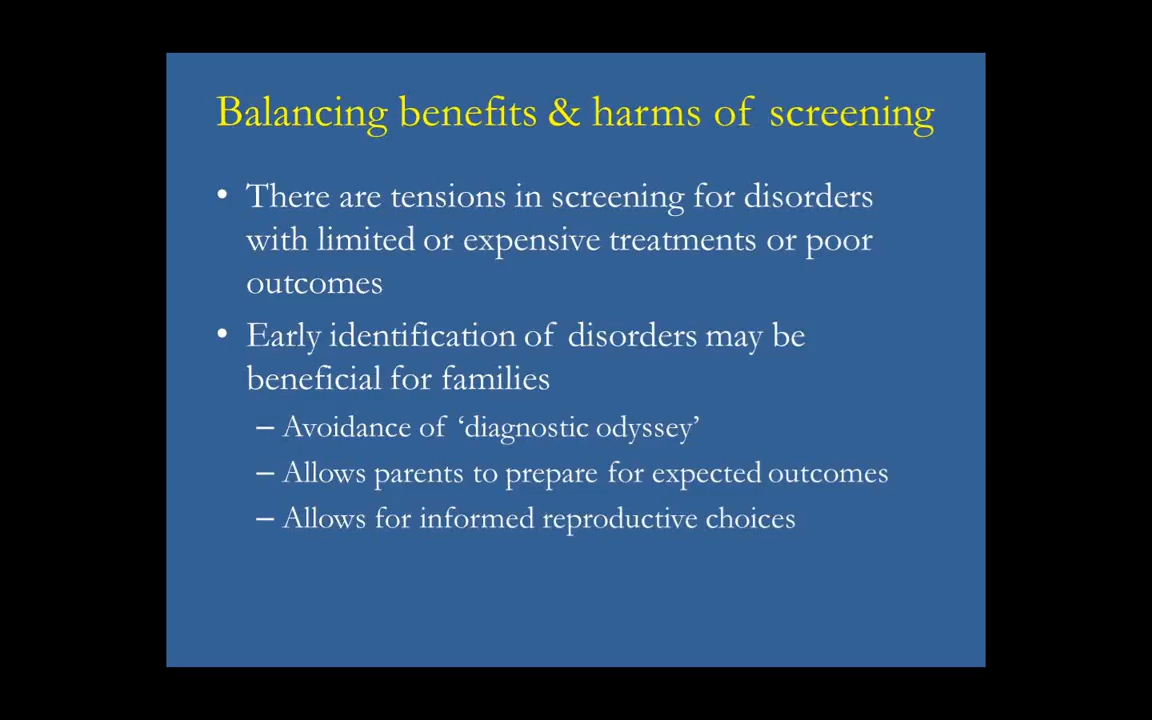 Balancing benefits & harms of screening
• There are tensions in screening for disorders
with limited or expensive treatments or poor
outcomes
• Early identification of disorders may be
beneficial for families
– Avoidance of ‘diagnostic odyssey’
– Allows parents to prepare for expected outcomes
– Allows for informed reproductive choices